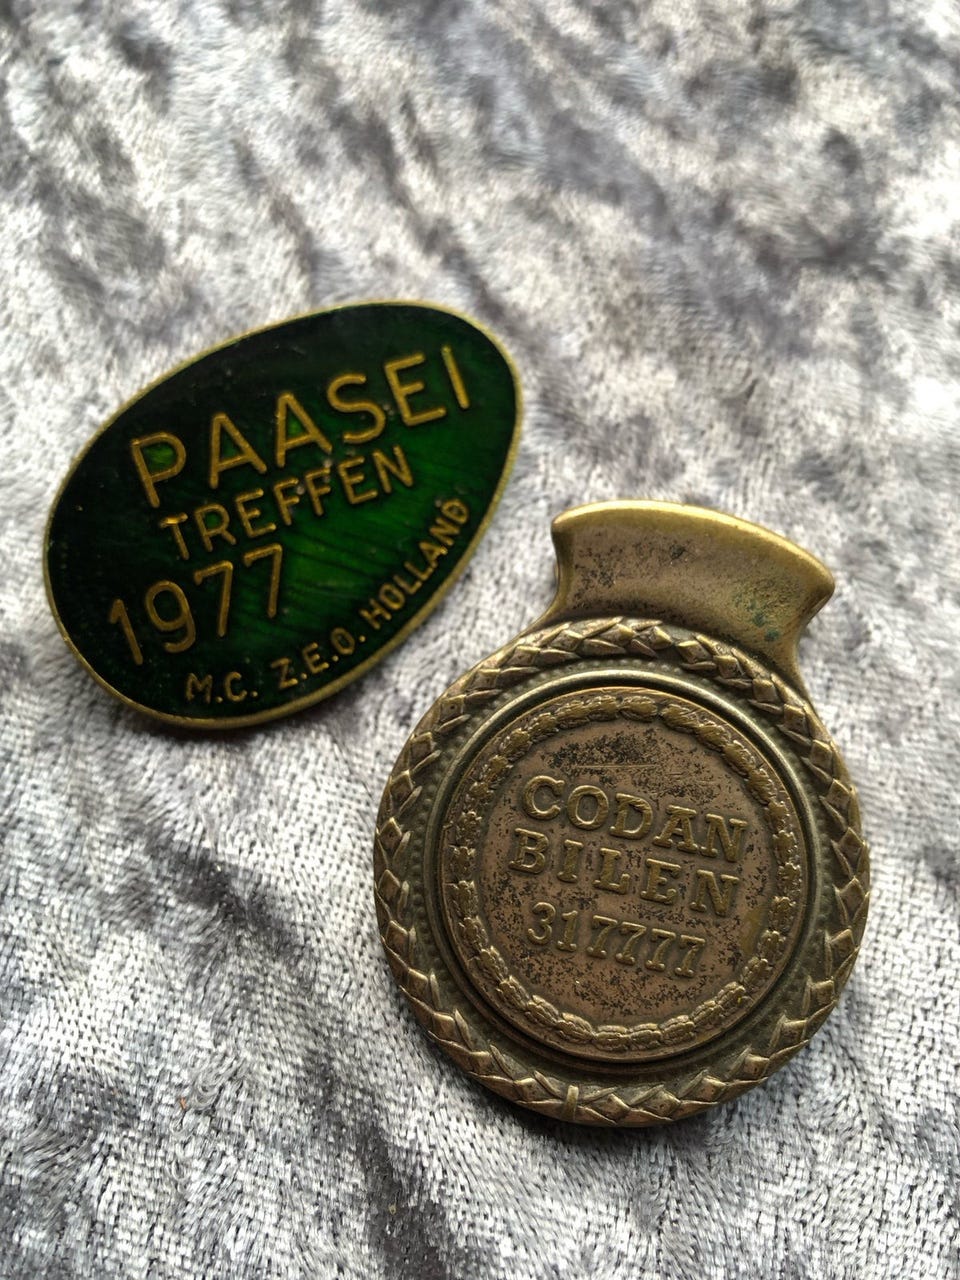 PAASEI
TREFFEN
1977
M.C. Z.E.O. HOLLAND
CODAN
BILEN
317777